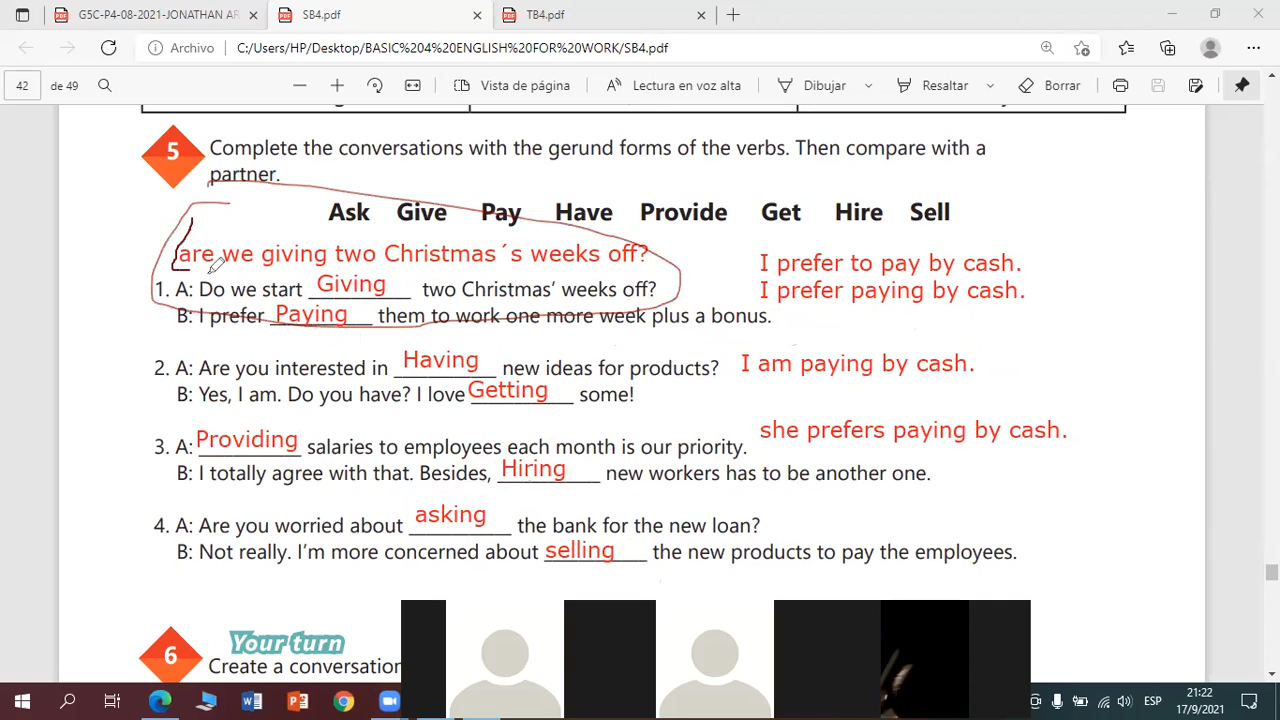 G5C-P4-08-2021-JONATHAN AR
SB4.pdf
TB4.pdf
Archivo
C:/Users/HP/Desktop/BASIC%204%20ENGLISH%20FOR%20WORK/SB4.pdf
42 de 49
Vista de página
Lectura en voz alta
Dibujar
Resaltar
Borrar
5
Complete the conversations with the gerund forms of the verbs. Then compare with a
partner.
Ask Give Pay Have Provide Get Hire Sell
are we giving two Christmas´s weeks off?
I prefer to pay by cash.
1. A: Do we start Giving two Christmas' weeks off?
I prefer paying by cash.
B: I prefer Paying them to work one more week plus a bonus.
2. A: Are you interested in Having new ideas for products?
I am paying by cash.
B: Yes, I am. Do you have? I love Getting some!
she prefers paying by cash.
3. A: Providing salaries to employees each month is our priority.
B: I totally agree with that. Besides, Hiring new workers has to be another one.
4. A: Are you worried about asking the bank for the new loan?
B: Not really. I'm more concerned about selling the new products to pay the employees.
6
Your turn
Create a conversation
ESP
21:22
17/9/2021